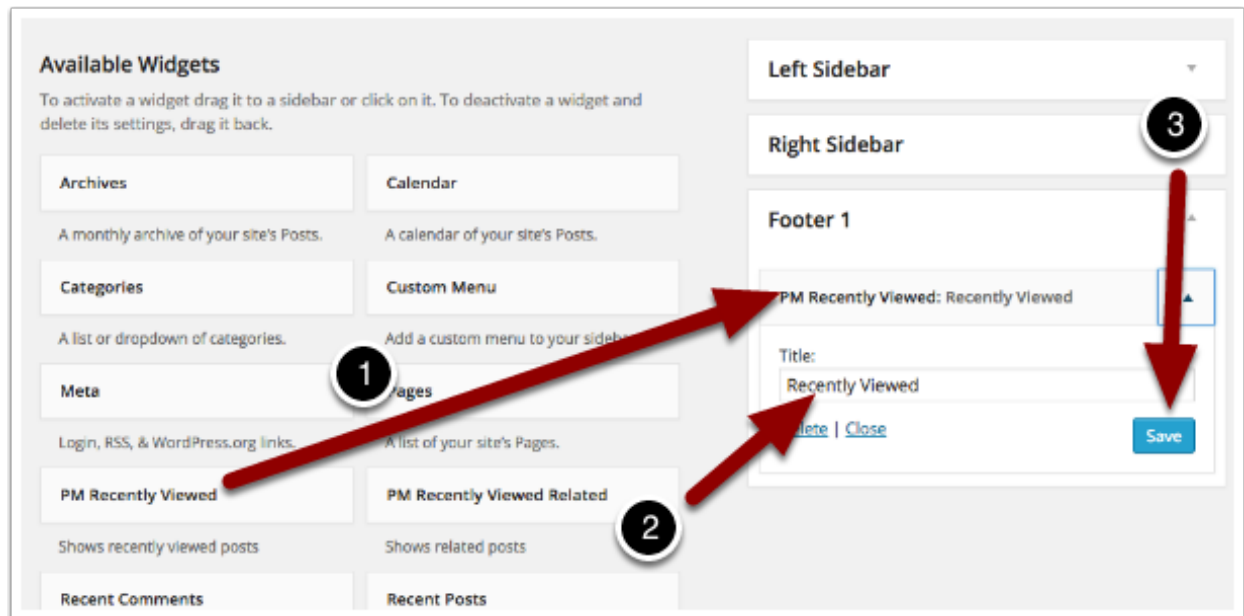 Available Widgets
To activate a widget drag it to a sidebar or click on it. To deactivate a widget and
delete its settings, drag it back.
Archives
Calendar
A monthly archive of your site's Posts.
A calendar of your site's Posts.
Categories
Custom Menu
A list or dropdown of categories.
Add a custom menu to your
1
Meta
Pages
Login, RSS, & WordPress.org links.
A list of your site's Pages.
PM Recently Viewed
PM Recently Viewed Related
2
Shows recently viewed posts
Shows related posts
Recent Comments
Recent Posts
Left Sidebar
3
Right Sidebar
Footer 1
PM Recently Viewed: Recently Viewed
Title:
Recently Viewed
Delete | Close
Save